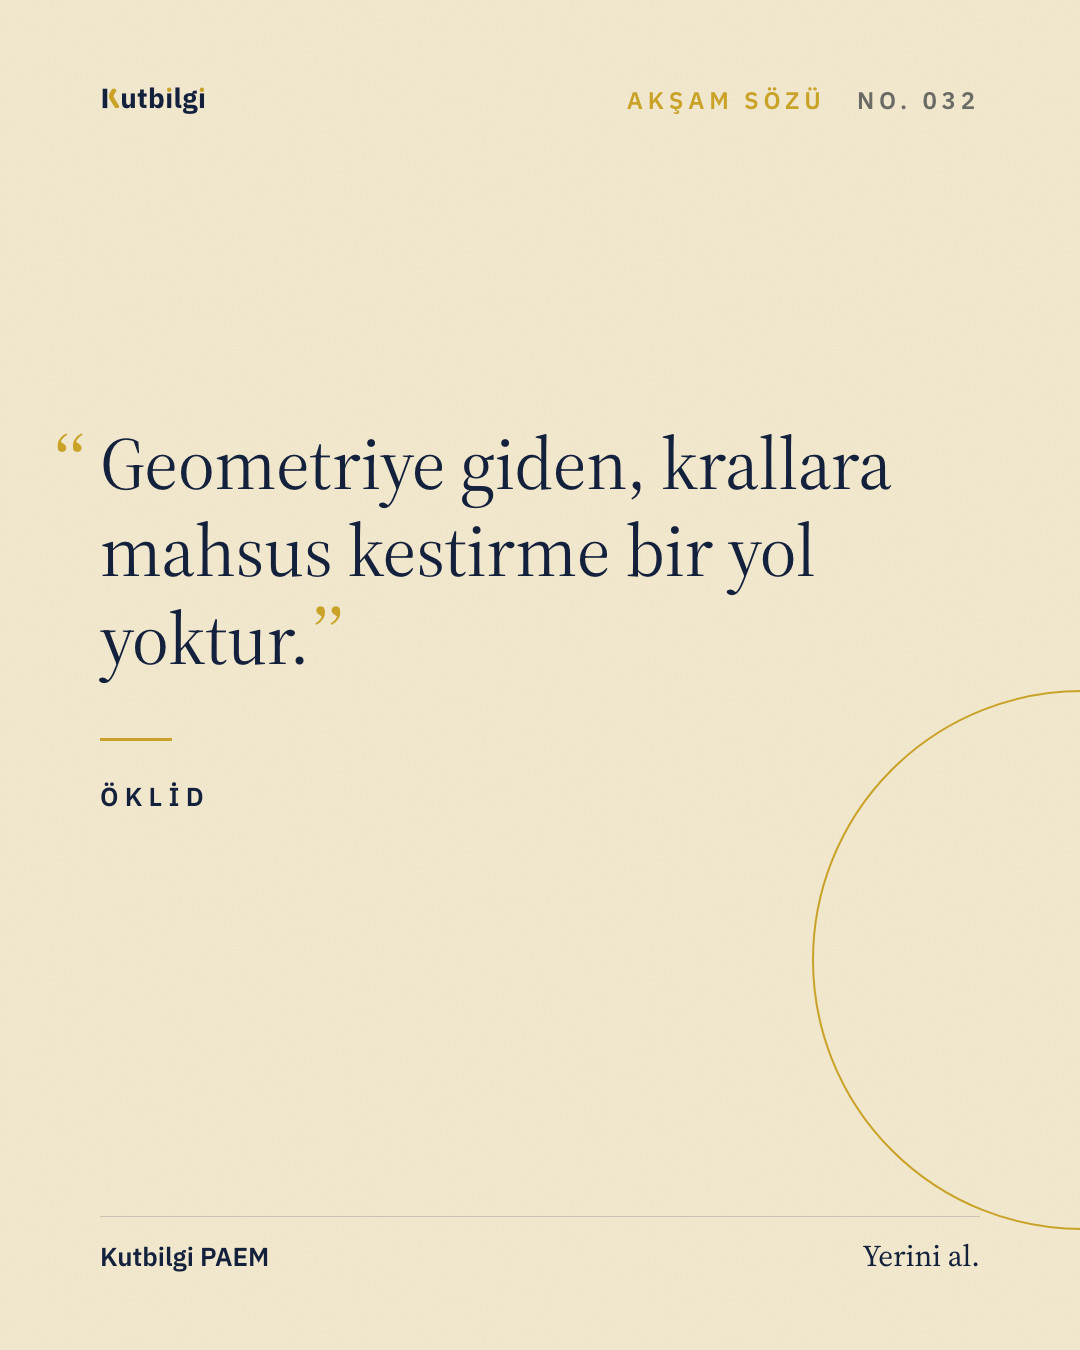 Kutbilgi
AKŞAM SÖZÜ NO. 032
“Geometriye giden, krallara
mahsus kestirme bir yol
yoktur.”
ÖKLİD
Kutbilgi PAEM
Yerini al.